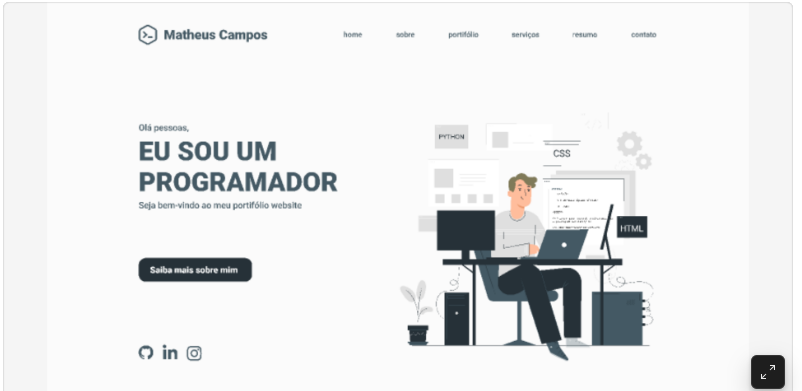 Matheus Campos
home sobre portifólio serviços resumo contato
Olá pessoas,
EU SOU UM
PROGRAMADOR
Seja bem-vindo ao meu portifólio website
Saiba mais sobre mim
PYTHON
CSS
HTML